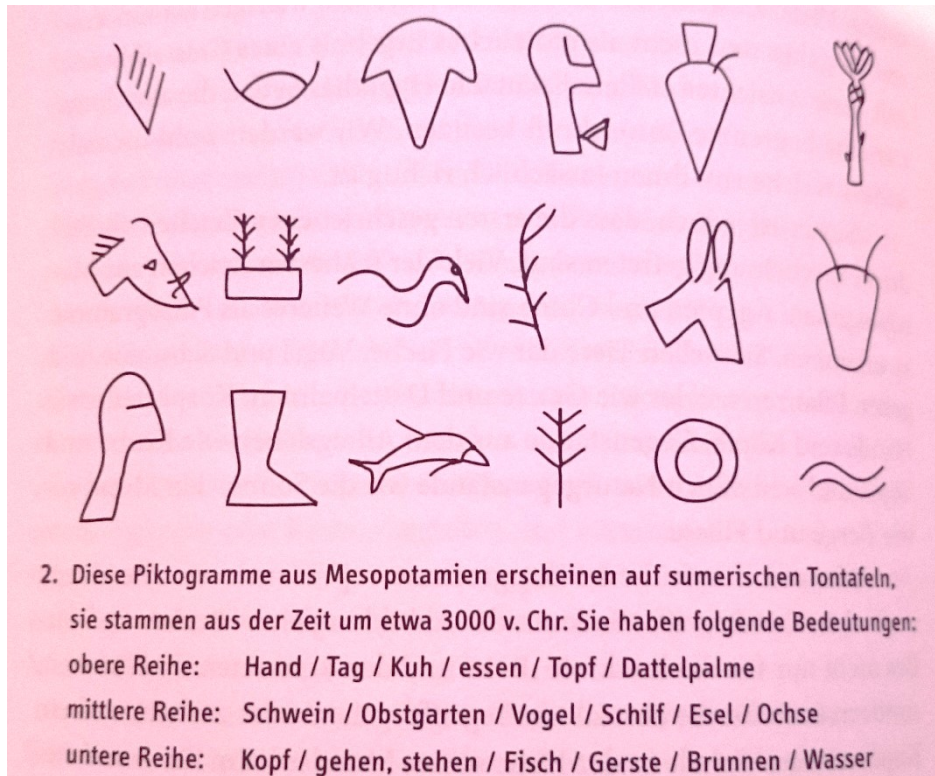 2. Diese Piktogramme aus Mesopotamien erscheinen auf sumerischen Tontafeln,
sie stammen aus der Zeit um etwa 3000 v. Chr. Sie haben folgende Bedeutungen:
obere Reihe: Hand / Tag / Kuh / essen / Topf / Dattelpalme
mittlere Reihe: Schwein / Obstgarten / Vogel / Schilf / Esel / Ochse
untere Reihe: Kopf / gehen, stehen / Fisch / Gerste / Brunnen / Wasser